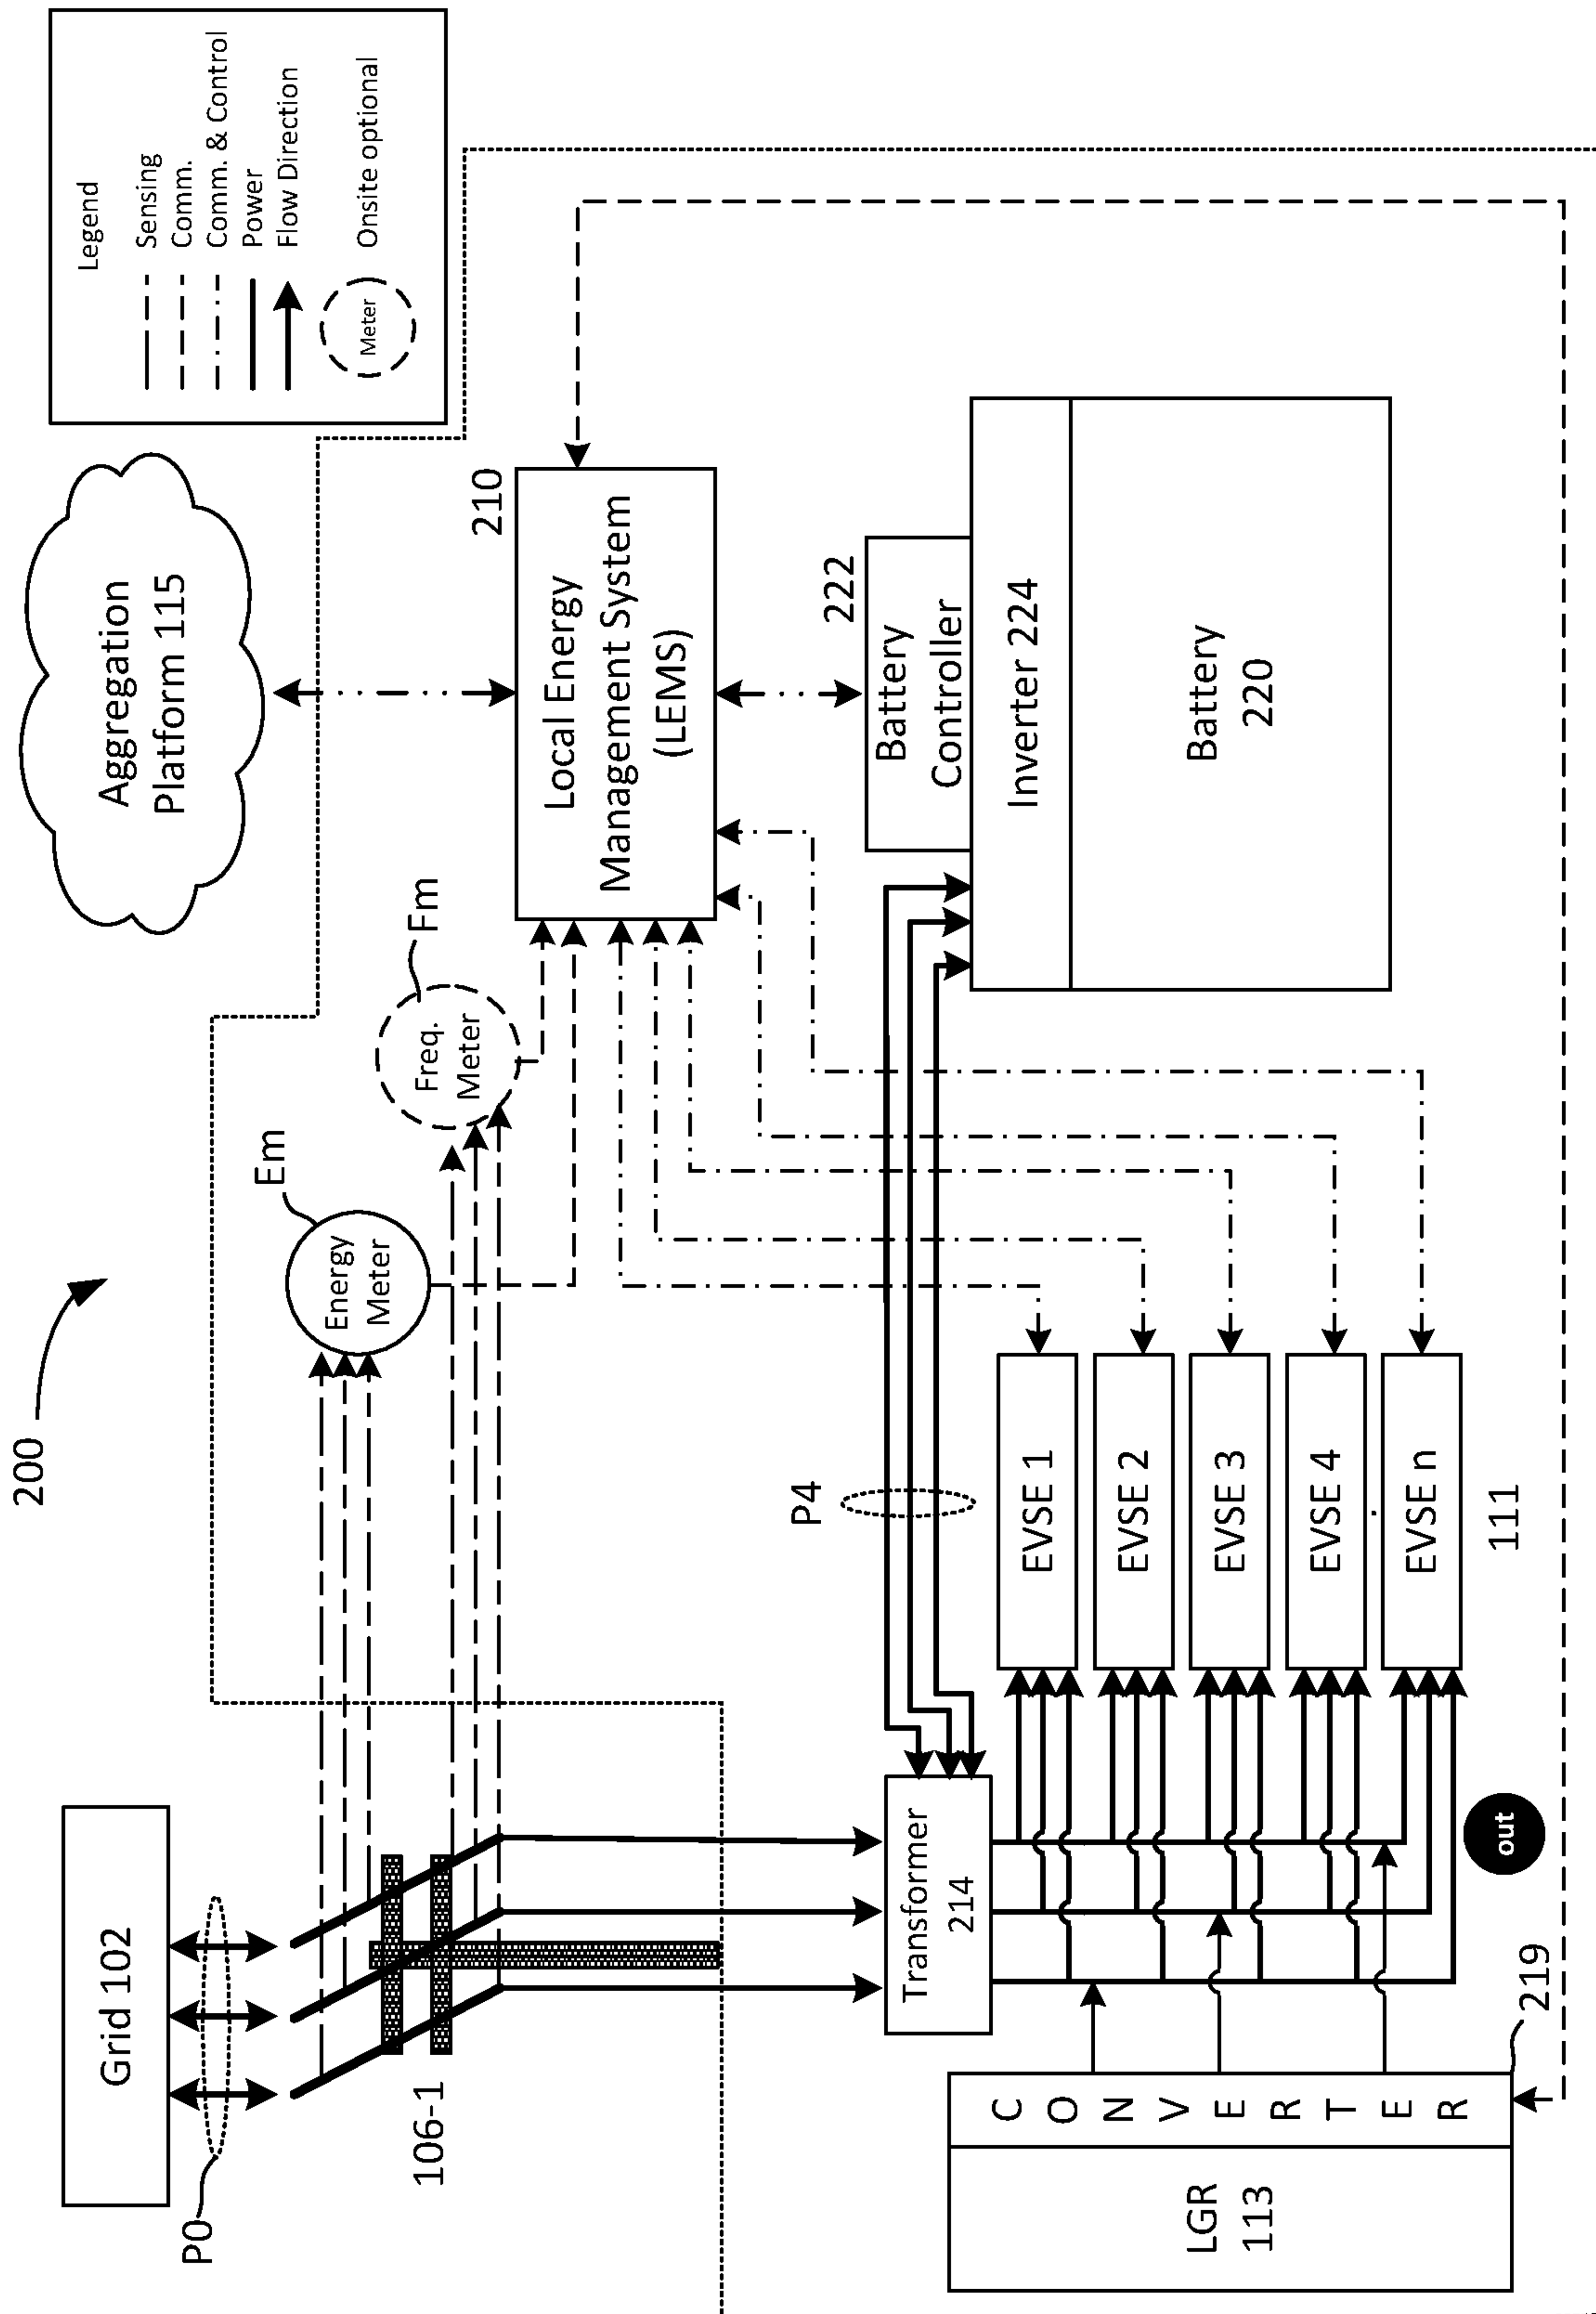 200
Grid 102
P0
106-1
Energy
Meter
Em
Freq.
Meter
Fm
Aggregation
Platform 115
Legend
Sensing
Comm.
Comm. & Control
Power
Flow Direction
Meter
Onsite optional
210
Local Energy
Management System
(LEMS)
222
Battery
Controller
Inverter 224
Battery
220
P4
Transformer
214
EVSE 1
EVSE 2
EVSE 3
EVSE 4
EVSE n
111
out
LGR
113
C
O
N
V
E
R
T
E
R
219